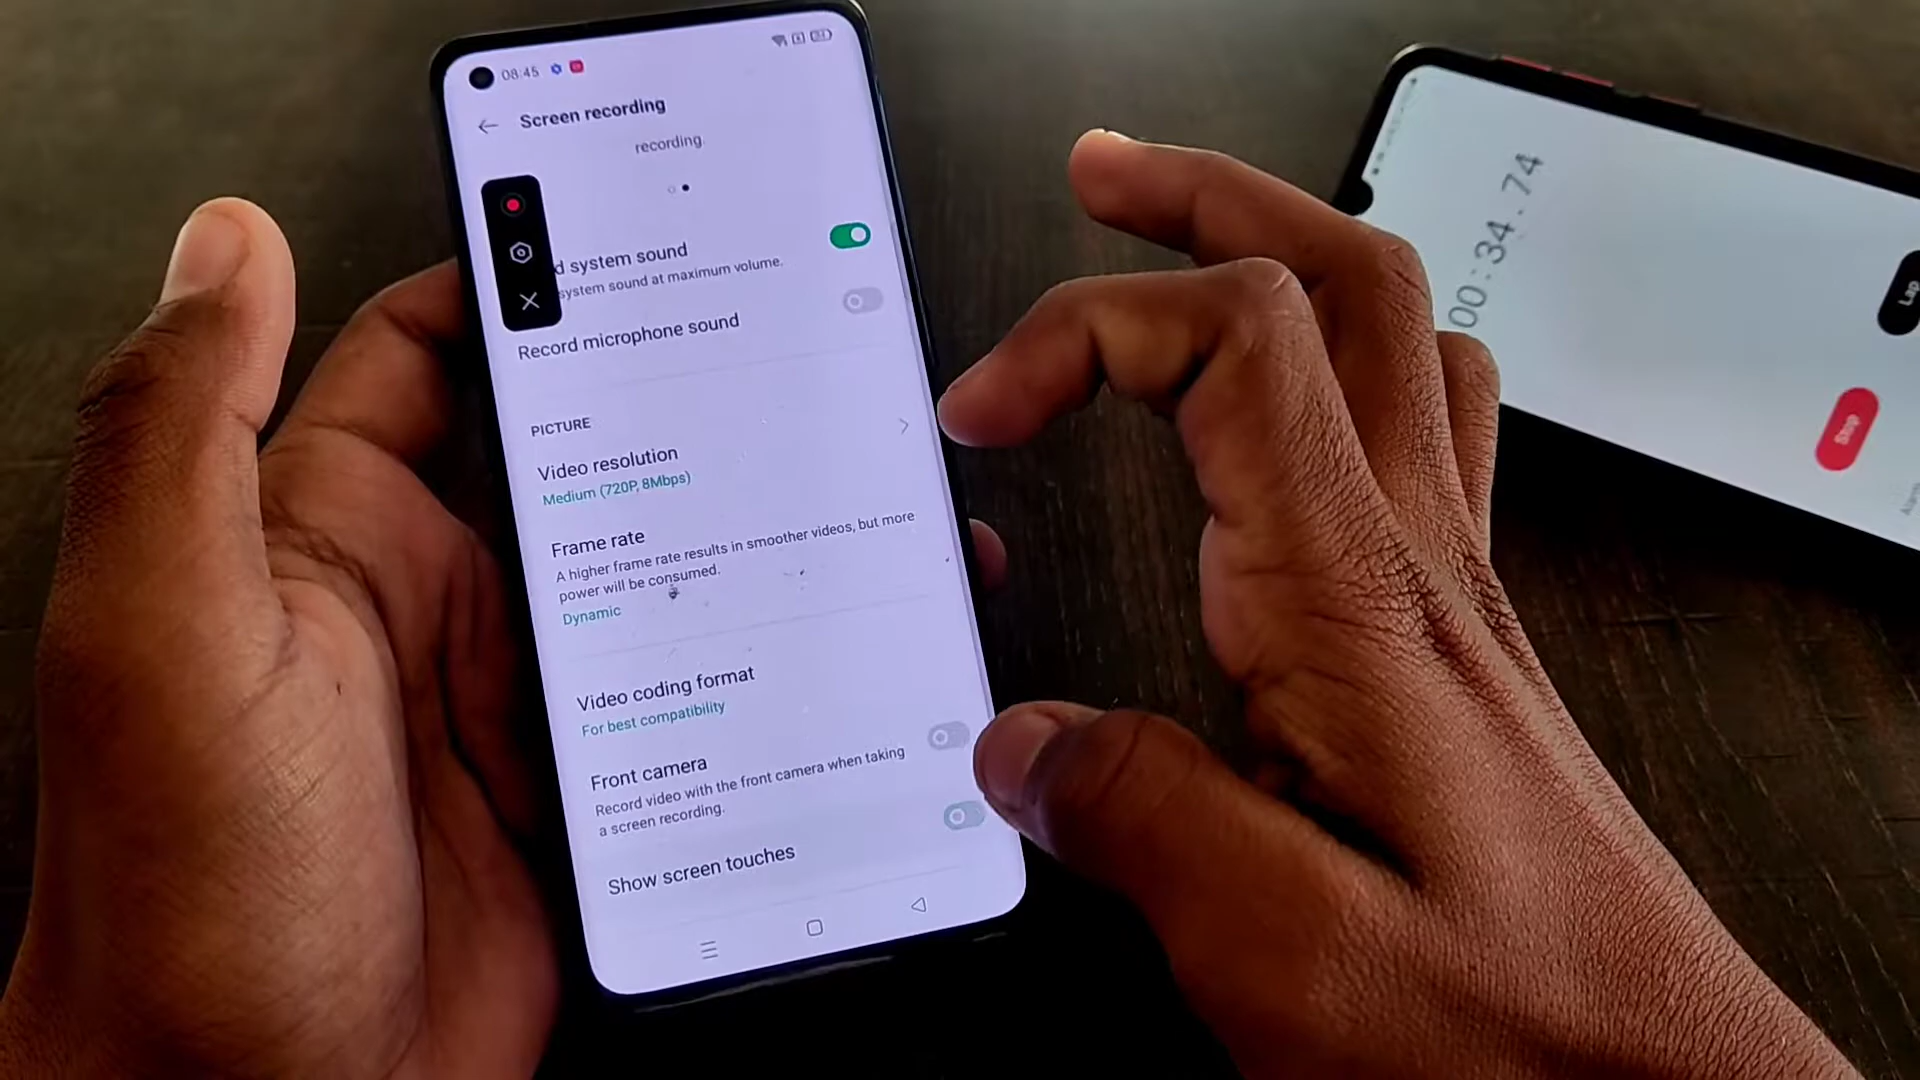 08:45
Screen recording
recording.
d system sound
system sound at maximum volume.
Record microphone sound
PICTURE
Video resolution
Medium (720P, 8Mbps)
Frame rate
A higher frame rate results in smoother videos, but more
power will be consumed.
Dynamic
Video coding format
For best compatibility
Front camera
Record video with the front camera when taking
a screen recording.
Show screen touches
00:34.74
Lap
Stop